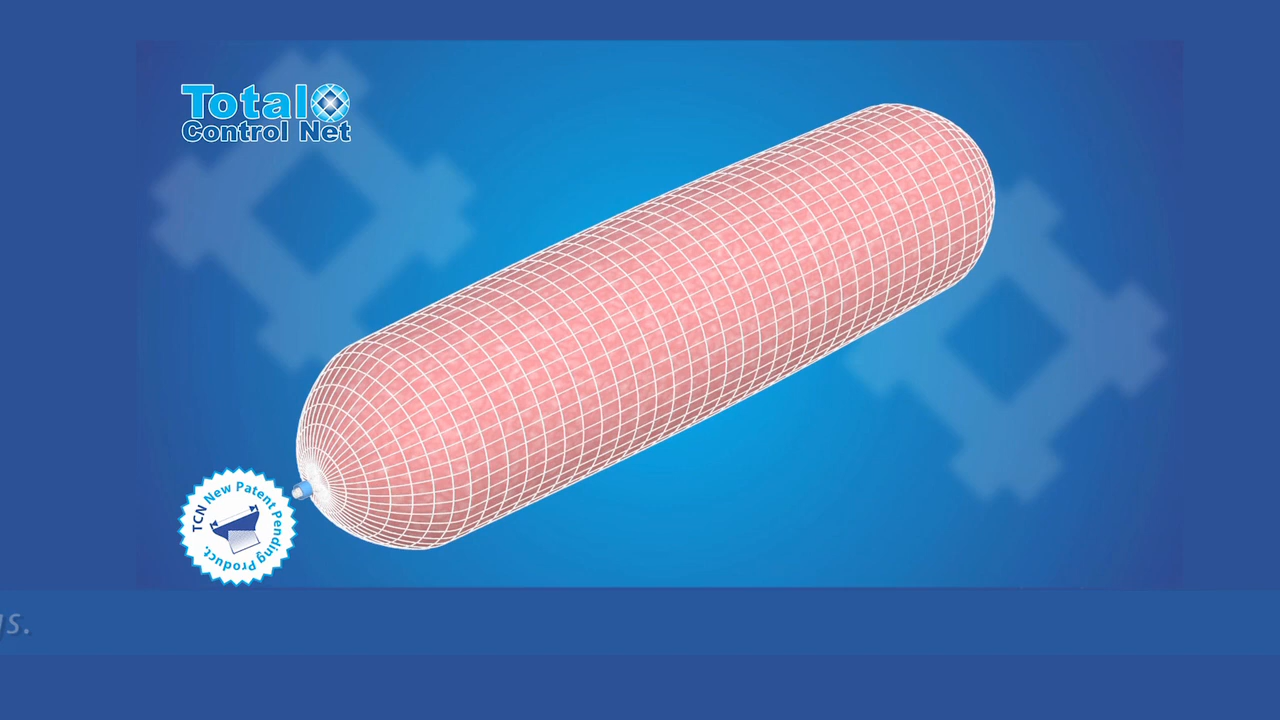 Total
Control Net
TCN New Patent Pending Product.